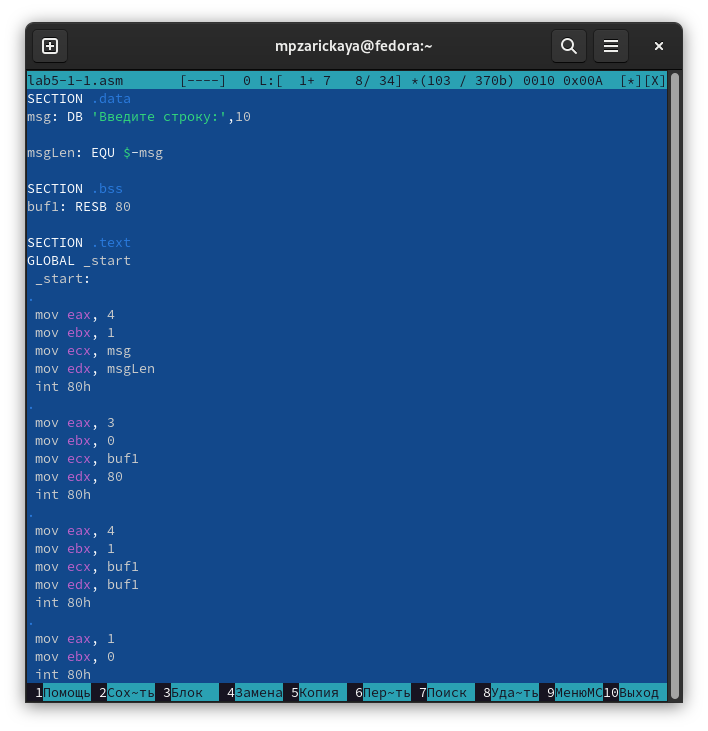 mpzarickaya@fedora:~
lab5-1-1.asm [----] 0 L:[ 1+ 7 8/ 34] *(103 / 370b) 0010 0x00A [*][X]
SECTION .data
msg: DB 'Введите строку:',10
msgLen: EQU $-msg
SECTION .bss
buf1: RESB 80
SECTION .text
GLOBAL _start
_start:
.
mov eax, 4
mov ebx, 1
mov ecx, msg
mov edx, msgLen
int 80h
.
mov eax, 3
mov ebx, 0
mov ecx, buf1
mov edx, 80
int 80h
.
mov eax, 4
mov ebx, 1
mov ecx, buf1
mov edx, buf1
int 80h
.
mov eax, 1
mov ebx, 0
int 80h
1Помощь 2Сох~ть 3Блок 4Замена 5Копия 6Пер~ть 7Поиск 8Уда~ть 9МенюMC 10Выход